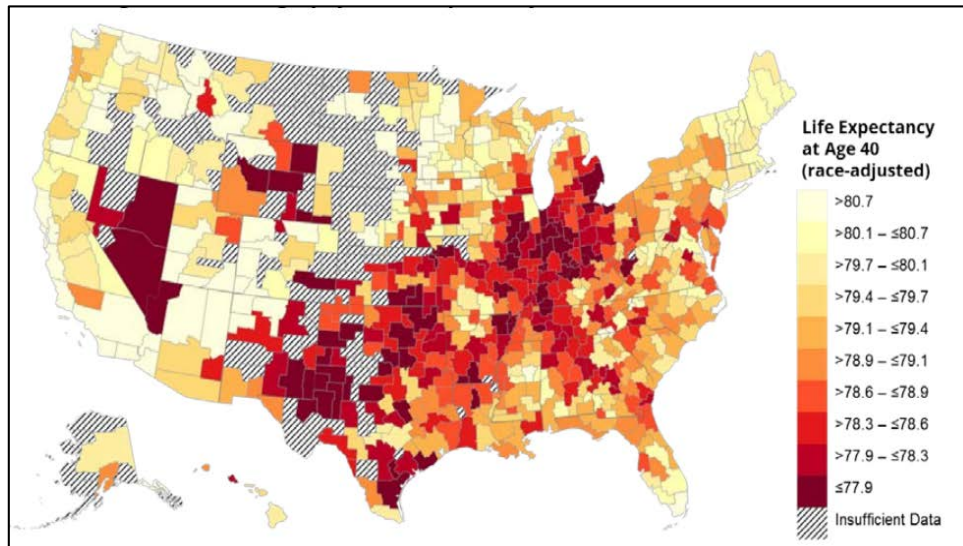 Life Expectancy
at Age 40
(race-adjusted)
>80.7
>80.1 – ≤80.7
>79.7 – ≤80.1
>79.4 – ≤79.7
>79.1 – ≤79.4
>78.9 – ≤79.1
>78.6 – ≤78.9
>78.3 – ≤78.6
>77.9 – ≤78.3
≤77.9
Insufficient Data